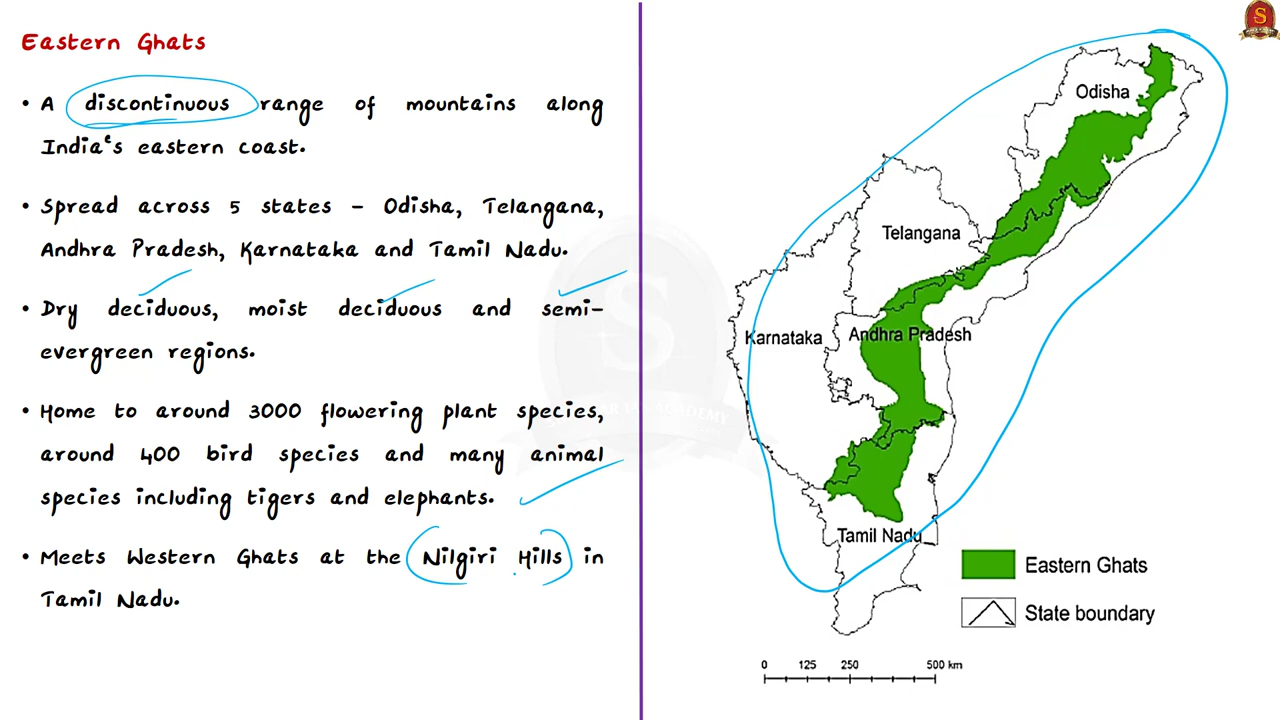 Eastern Ghats
• A discontinuous range of mountains along
India's eastern coast.
• Spread across 5 states - Odisha, Telangana,
Andhra Pradesh, Karnataka and Tamil Nadu.
• Dry deciduous, moist deciduous and semi-
evergreen regions.
• Home to around 3000 flowering plant species,
around 400 bird species and many animal
species including tigers and elephants.
• Meets Western Ghats at the Nilgiri Hills in
Tamil Nadu.
Odisha
Telangana
Karnataka
Andhra Pradesh
Tamil Nadu
Eastern Ghats
State boundary
0 125 250 500 km